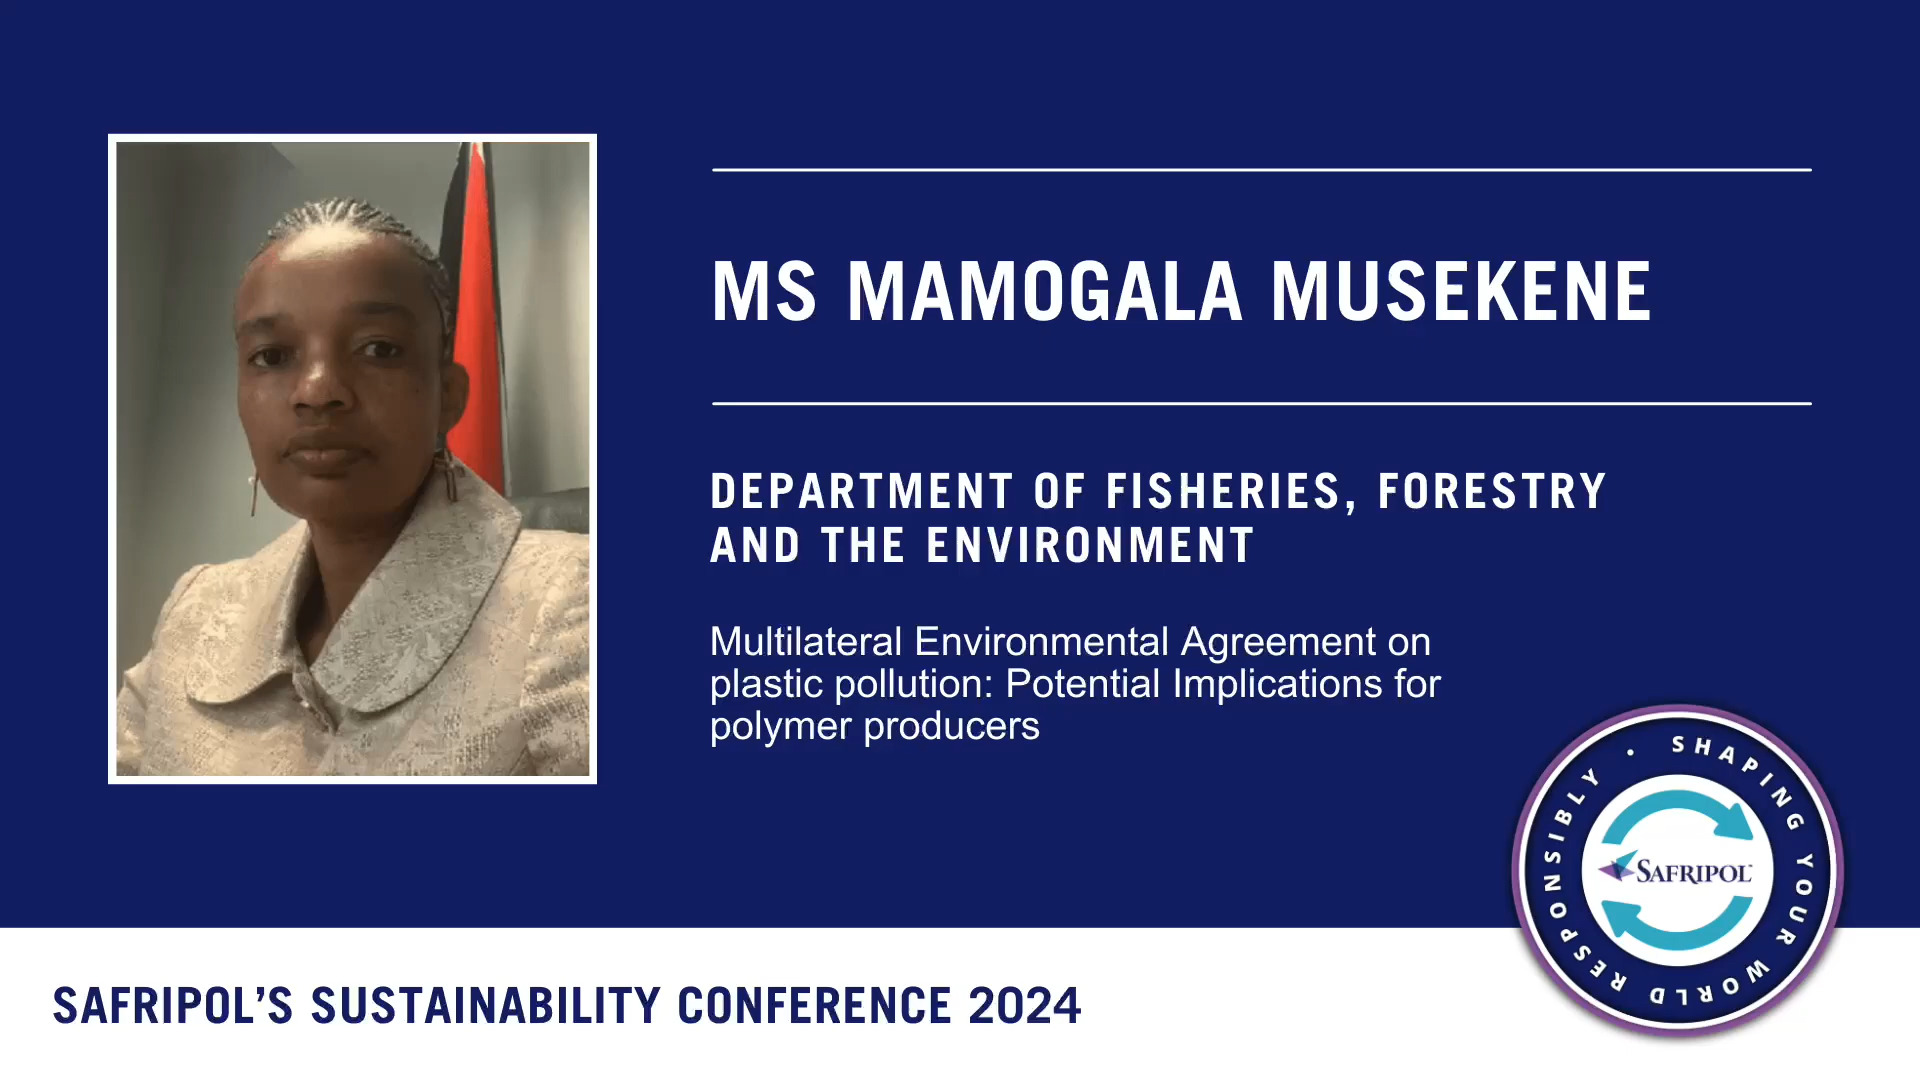 MS MAMOGALA MUSEKENE
DEPARTMENT OF FISHERIES, FORESTRY
AND THE ENVIRONMENT
Multilateral Environmental Agreement on
plastic pollution: Potential Implications for
polymer producers
SHAPING YOUR WORLD RESPONSIBLY •
SAFRIPOL
SAFRIPOL’S SUSTAINABILITY CONFERENCE 2024